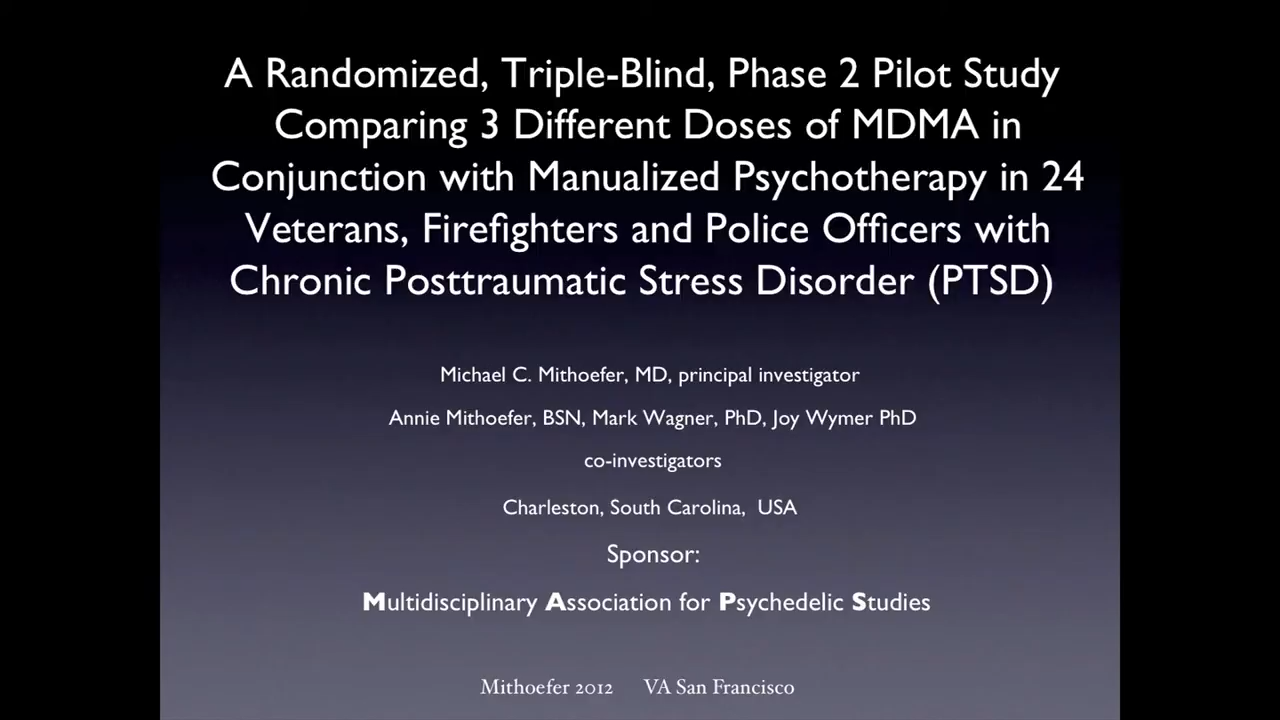 A Randomized, Triple-Blind, Phase 2 Pilot Study
Comparing 3 Different Doses of MDMA in
Conjunction with Manualized Psychotherapy in 24
Veterans, Firefighters and Police Officers with
Chronic Posttraumatic Stress Disorder (PTSD)
Michael C. Mithoefer, MD, principal investigator
Annie Mithoefer, BSN, Mark Wagner, PhD, Joy Wymer PhD
co-investigators
Charleston, South Carolina, USA
Sponsor:
Multidisciplinary Association for Psychedelic Studies
Mithoefer 2012 VA San Francisco